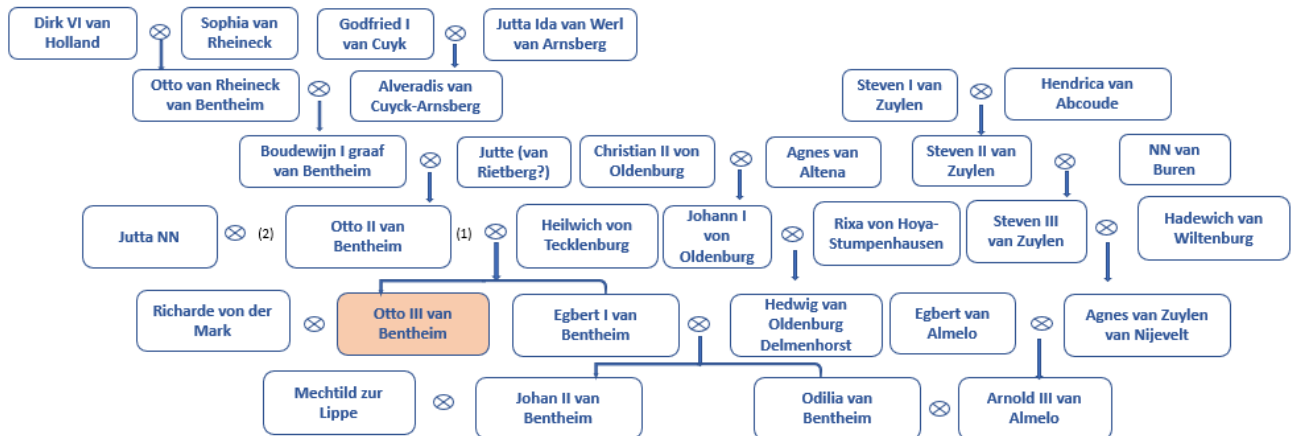 Dirk VI van
Holland
Sophia van
Rheineck
Godfried I
van Cuyk
Jutta Ida van Werl
van Arnsberg
Otto van Rheineck
van Bentheim
Alveradis van
Cuyck-Arnsberg
Steven I van
Zuylen
Hendrica van
Abcoude
Boudewijn I graaf
van Bentheim
Jutte (van
Rietberg?)
Christian II von
Oldenburg
Agnes van
Altena
Steven II van
Zuylen
NN van
Buren
Jutta NN
(2)
Otto II van
Bentheim
(1)
Heilwich von
Tecklenburg
Johann I
von
Oldenburg
Rixa von Hoya-
Stumpenhausen
Steven III
van Zuylen
Hadewich van
Wiltenburg
Richarde von der
Mark
Otto III van
Bentheim
Egbert I van
Bentheim
Hedwig van
Oldenburg
Delmenhorst
Egbert van
Almelo
Agnes van Zuylen
van Nijevelt
Mechtild zur
Lippe
Johan II van
Bentheim
Odilia van
Bentheim
Arnold III van
Almelo